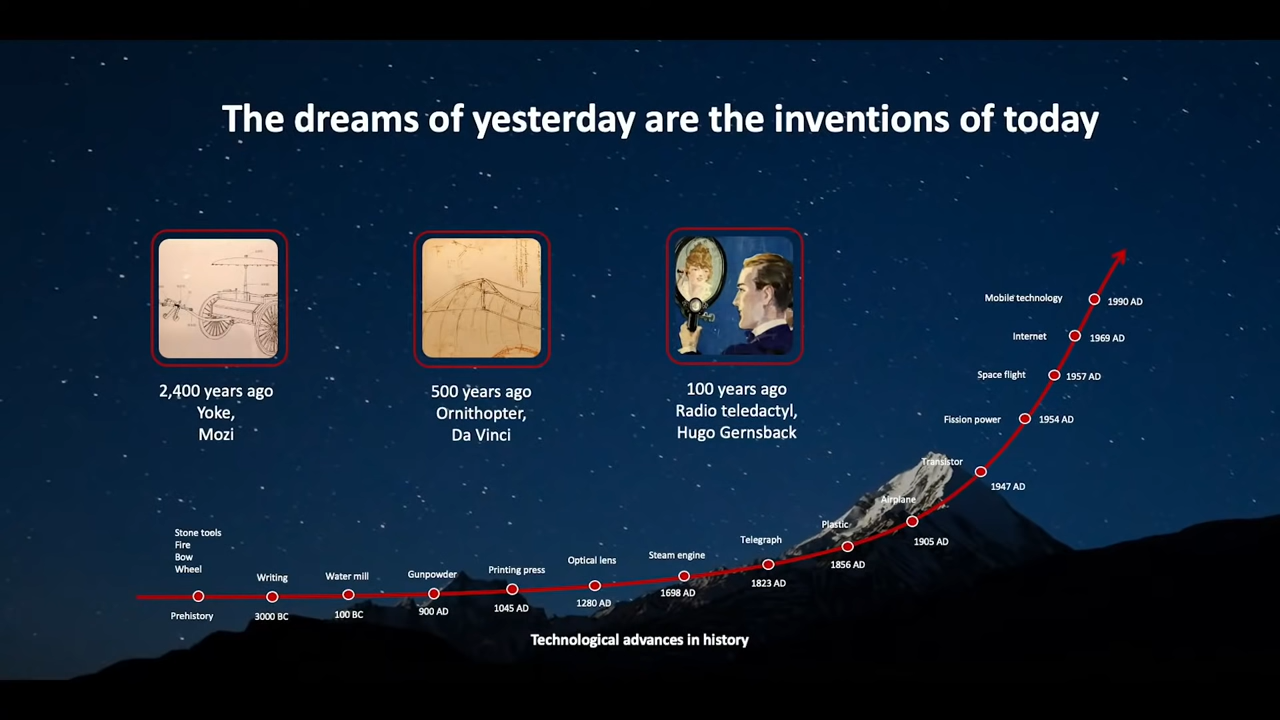 The dreams of yesterday are the inventions of today
2,400 years ago
Yoke,
Mozi
500 years ago
Ornithopter,
Da Vinci
100 years ago
Radio teledactyl,
Hugo Gernsback
Stone tools
Fire
Bow
Wheel
Prehistory
Writing
3000 BC
Water mill
100 BC
Gunpowder
900 AD
Printing press
1045 AD
Optical lens
1280 AD
Steam engine
1698 AD
Telegraph
1823 AD
Plastic
1856 AD
Airplane
1905 AD
Transistor
1947 AD
Fission power
1954 AD
Space flight
1957 AD
Internet
1969 AD
Mobile technology
1990 AD
Technological advances in history